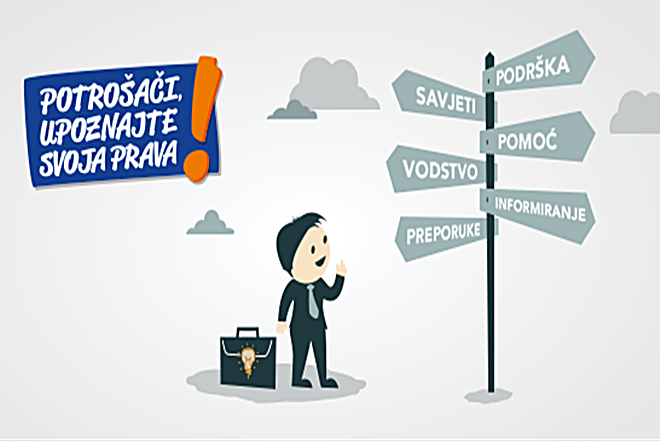 POTROŠAČI,
UPOZNAJTE
SVOJA PRAVA!
PODRŠKA
SAVJETI
POMOĆ
VODSTVO
INFORMIRANJE
PREPORUKE